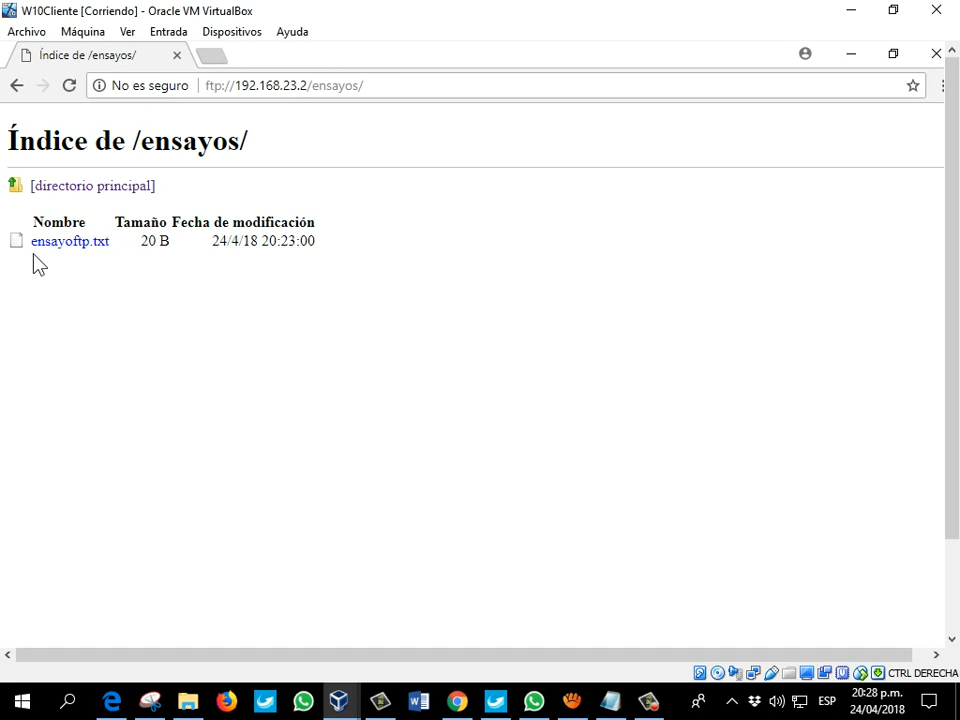 W10Cliente [Corriendo] - Oracle VM VirtualBox
Archivo Máquina Ver Entrada Dispositivos Ayuda
Índice de /ensayos/
No es seguro ftp://192.168.23.2/ensayos/
Índice de /ensayos/
[directorio principal]
Nombre Tamaño Fecha de modificación
ensayoftp.txt 20 B 24/4/18 20:23:00
CTRL DERECHA
ESP
20:28 p.m.
24/04/2018